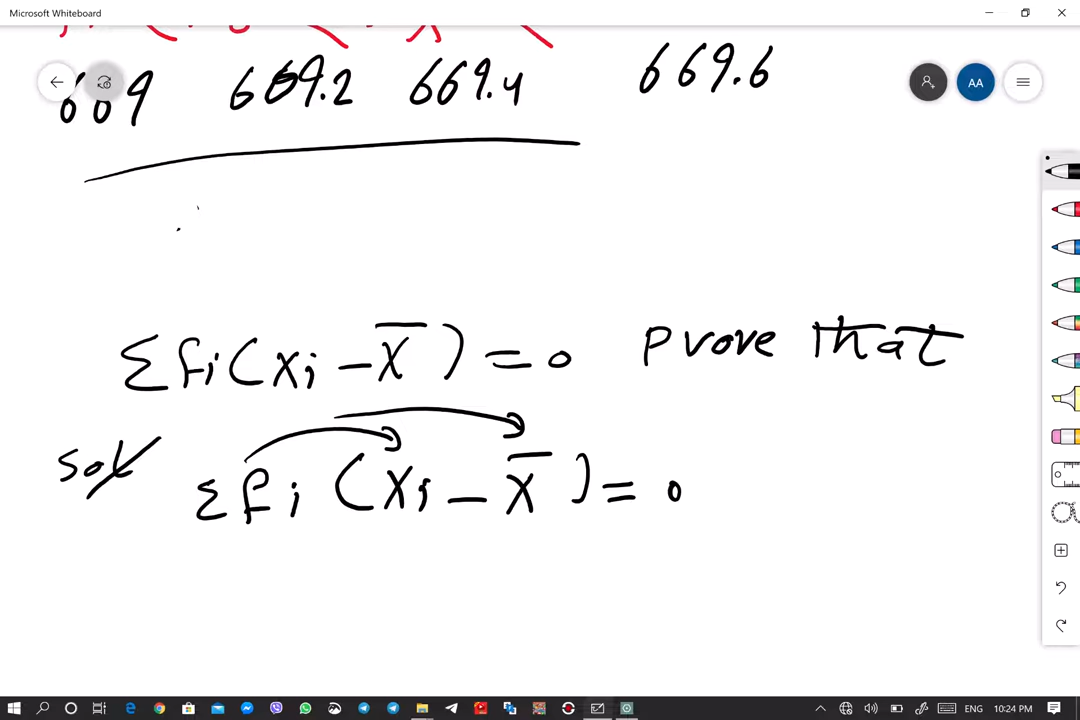 Microsoft Whiteboard
669 669.2 669.4 669.6
AA
Σfi(xi - x̅) = 0 prove that
sol
Σfi (xi - x̅) = 0
ENG 10:24 PM